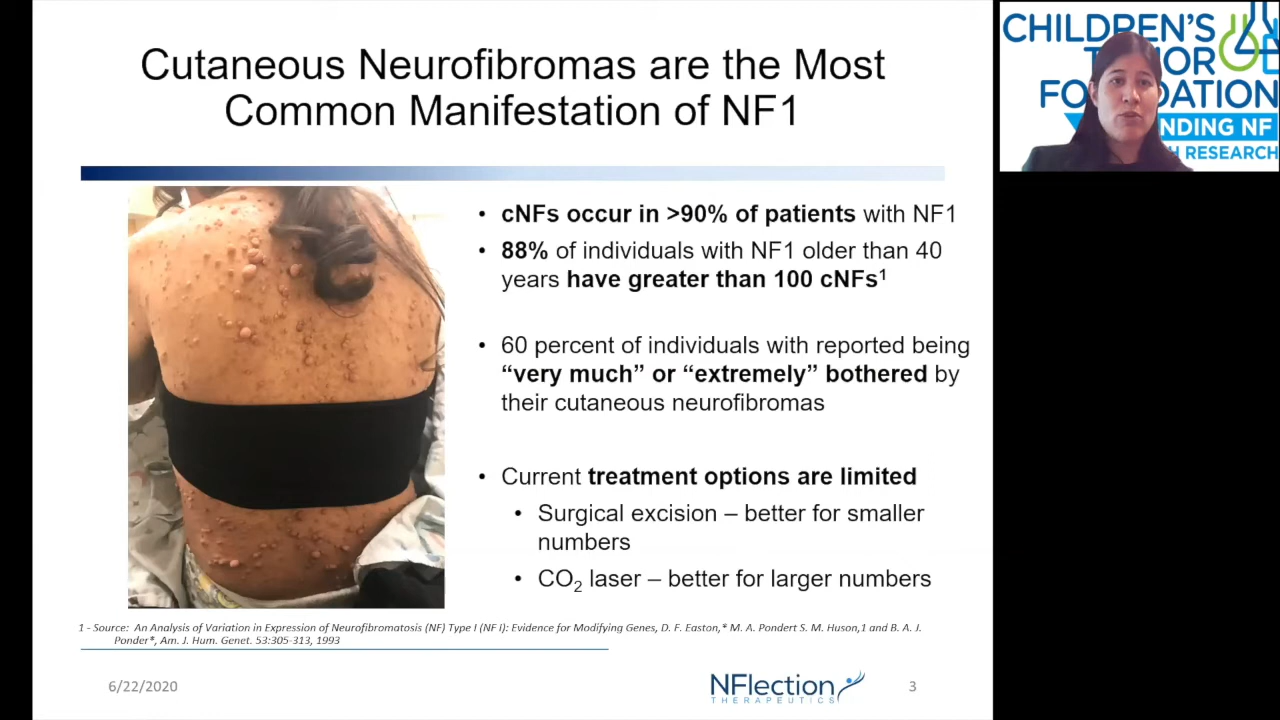 Cutaneous Neurofibromas are the Most
Common Manifestation of NF1
• cNFs occur in >90% of patients with NF1
• 88% of individuals with NF1 older than 40
years have greater than 100 cNFs¹
• 60 percent of individuals with reported being
“very much” or “extremely” bothered by
their cutaneous neurofibromas
• Current treatment options are limited
• Surgical excision – better for smaller
numbers
• CO₂ laser – better for larger numbers
1 - Source: An Analysis of Variation in Expression of Neurofibromatosis (NF) Type I (NF I): Evidence for Modifying Genes, D. F. Easton,* M. A. Pondert S. M. Huson,1 and B. A. J.
Ponder*, Am. J. Hum. Genet. 53:305-313, 1993
6/22/2020
NFlection
THERAPEUTICS
3
CHILDREN'S
NDING NF
RESEARCH